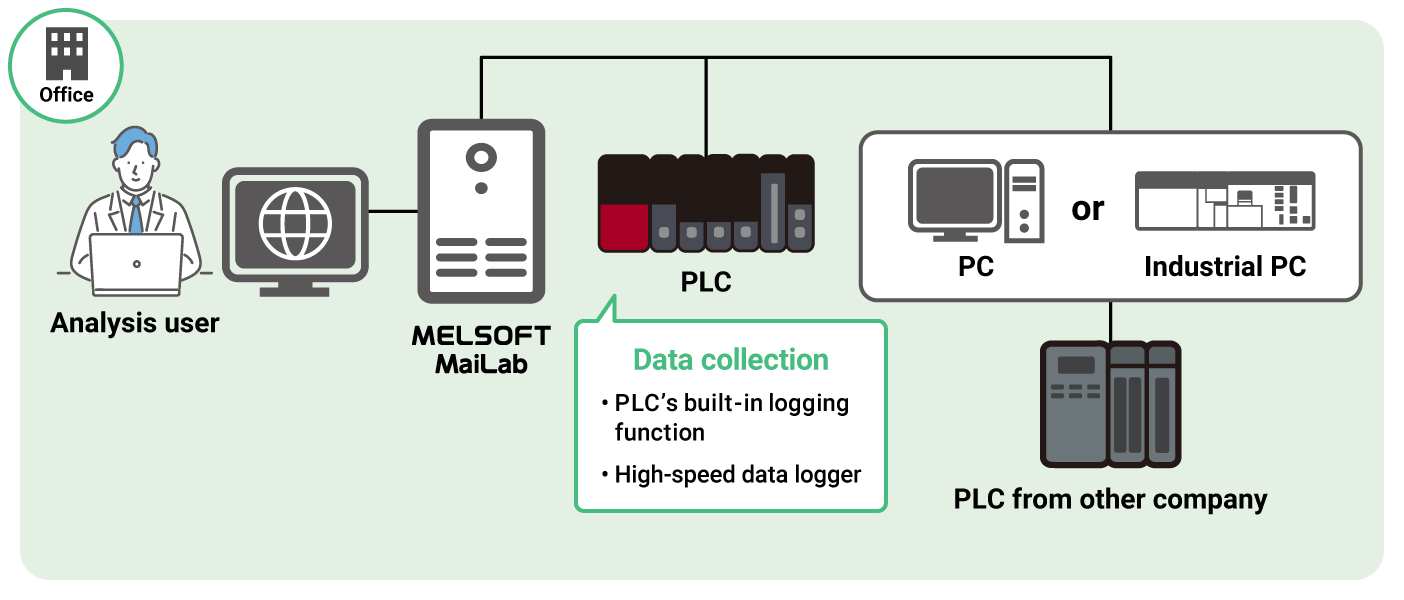 Office
Analysis user
MELSOFT
MaiLab
PLC
Data collection
• PLC’s built-in logging
function
• High-speed data logger
PC
or
Industrial PC
PLC from other company